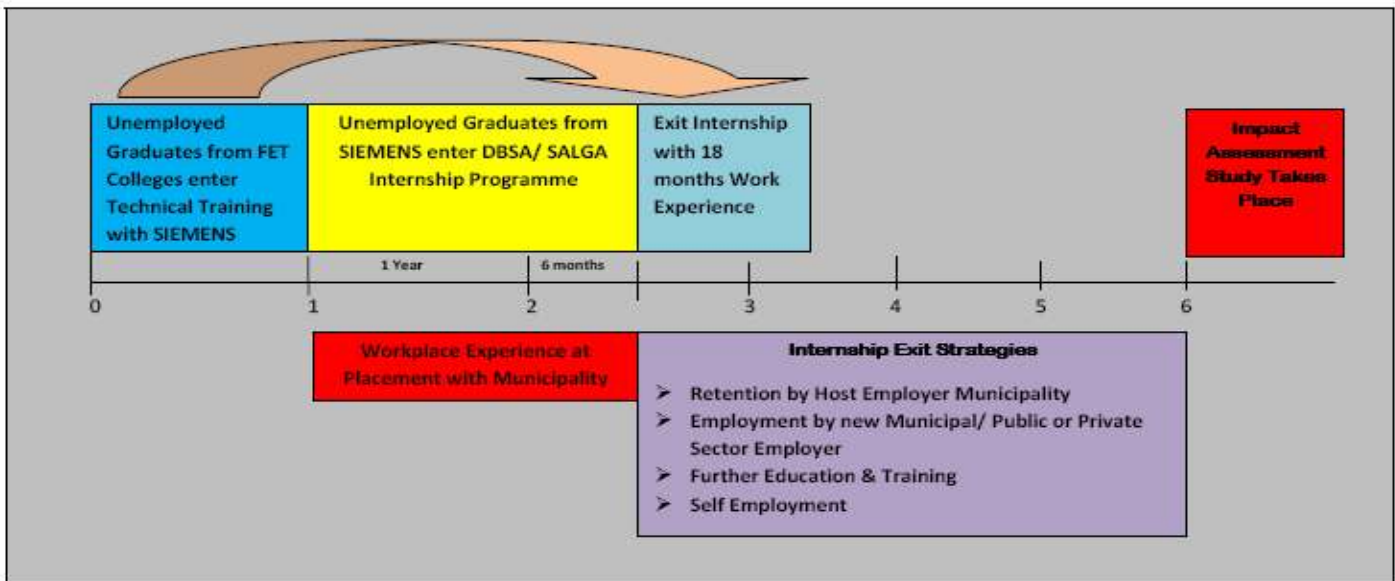 Unemployed
Graduates from FET
Colleges enter
Technical Training
with SIEMENS
Unemployed Graduates from
SIEMENS enter DBSA/ SALGA
Internship Programme
Exit Internship
with 18
months Work
Experience
Impact
Assessment
Study Takes
Place
1 Year
6 months
0
1
2
3
4
5
6
Workplace Experience at
Placement with Municipality
Internship Exit Strategies
➤ Retention by Host Employer Municipality
➤ Employment by new Municipal/ Public or Private
Sector Employer
➤ Further Education & Training
➤ Self Employment